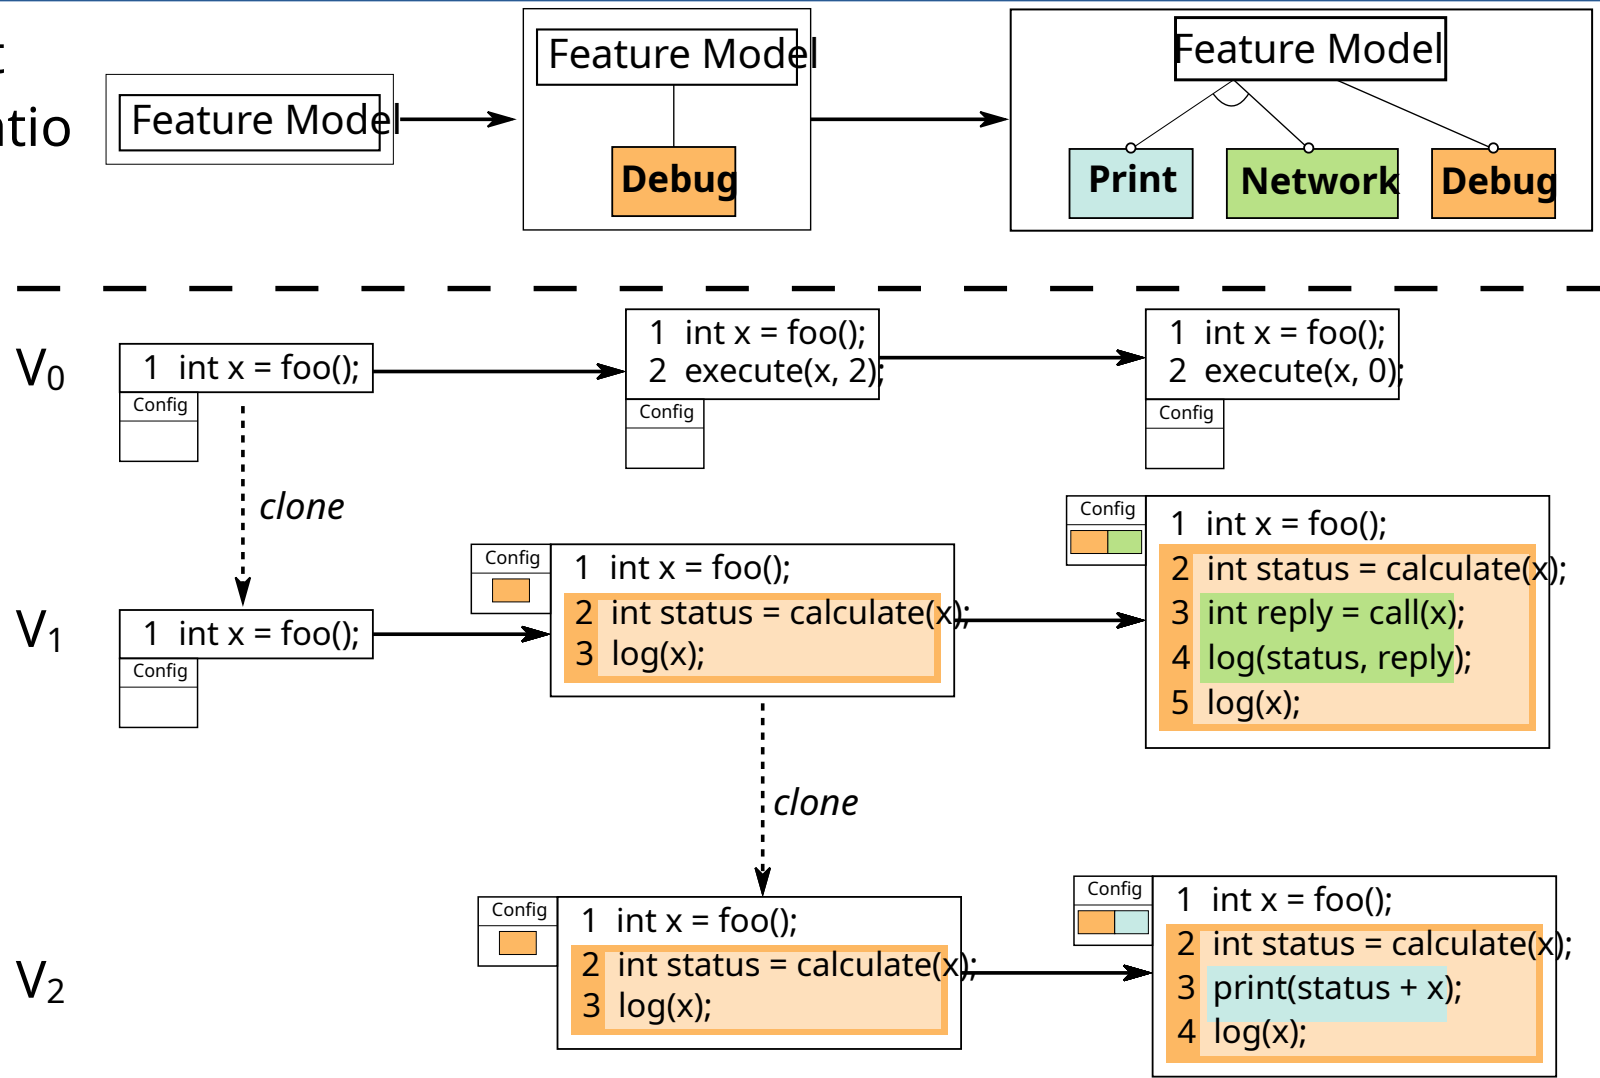 Feature Model
Feature Model
Debug
Feature Model
Print
Network
Debug
V0
1 int x = foo();
Config
1 int x = foo();
2 execute(x, 2);
Config
1 int x = foo();
2 execute(x, 0);
Config
clone
V1
1 int x = foo();
Config
Config
1 int x = foo();
2 int status = calculate(x);
3 log(x);
Config
1 int x = foo();
2 int status = calculate(x);
3 int reply = call(x);
4 log(status, reply);
5 log(x);
clone
V2
Config
1 int x = foo();
2 int status = calculate(x);
3 log(x);
Config
1 int x = foo();
2 int status = calculate(x);
3 print(status + x);
4 log(x);